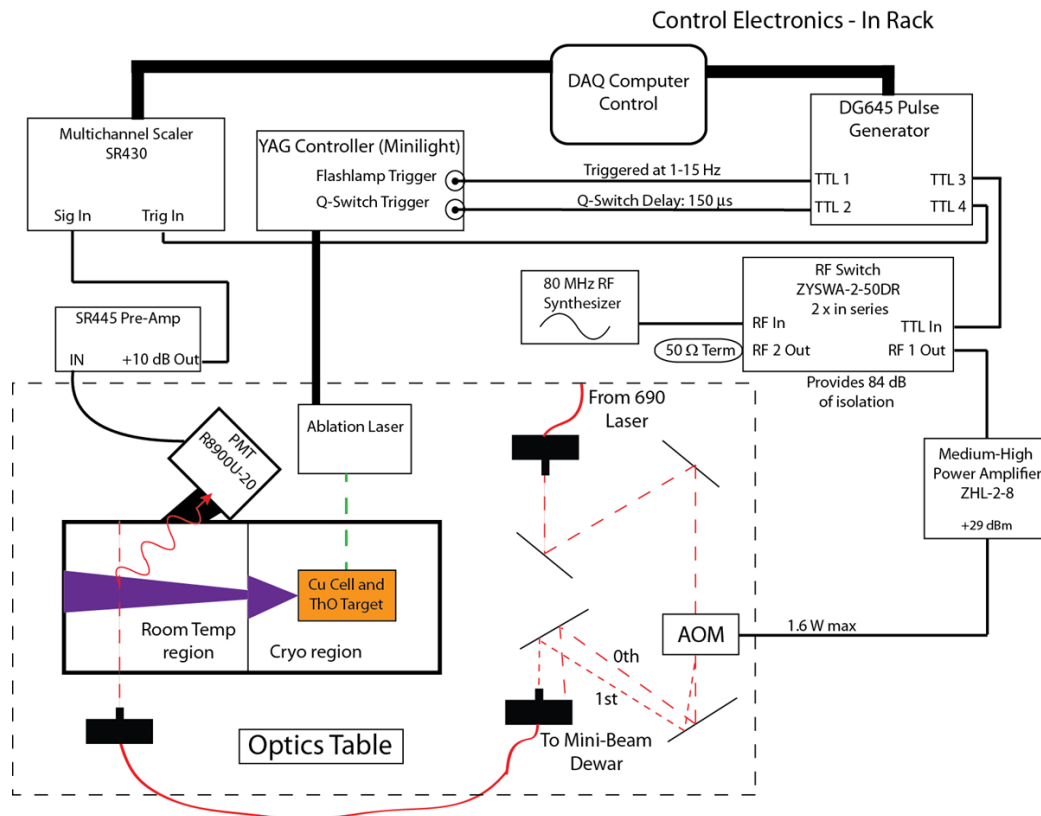 Control Electronics - In Rack
DAQ Computer
Control
Multichannel Scaler
SR430
Sig In
Trig In
YAG Controller (Minilight)
Flashlamp Trigger
Q-Switch Trigger
Triggered at 1-15 Hz
Q-Switch Delay: 150 μs
DG645 Pulse
Generator
TTL 1
TTL 3
TTL 2
TTL 4
80 MHz RF
Synthesizer
RF Switch
ZYSWA-2-50DR
2 x in series
RF In
TTL In
50 Ω Term
RF 2 Out
RF 1 Out
Provides 84 dB
of isolation
SR445 Pre-Amp
IN
+10 dB Out
PMT
R8900U-20
Ablation Laser
From 690
Laser
Medium-High
Power Amplifier
ZHL-2-8
+29 dBm
Cu Cell and
ThO Target
Room Temp
region
Cryo region
AOM
1.6 W max
0th
1st
To Mini-Beam
Dewar
Optics Table